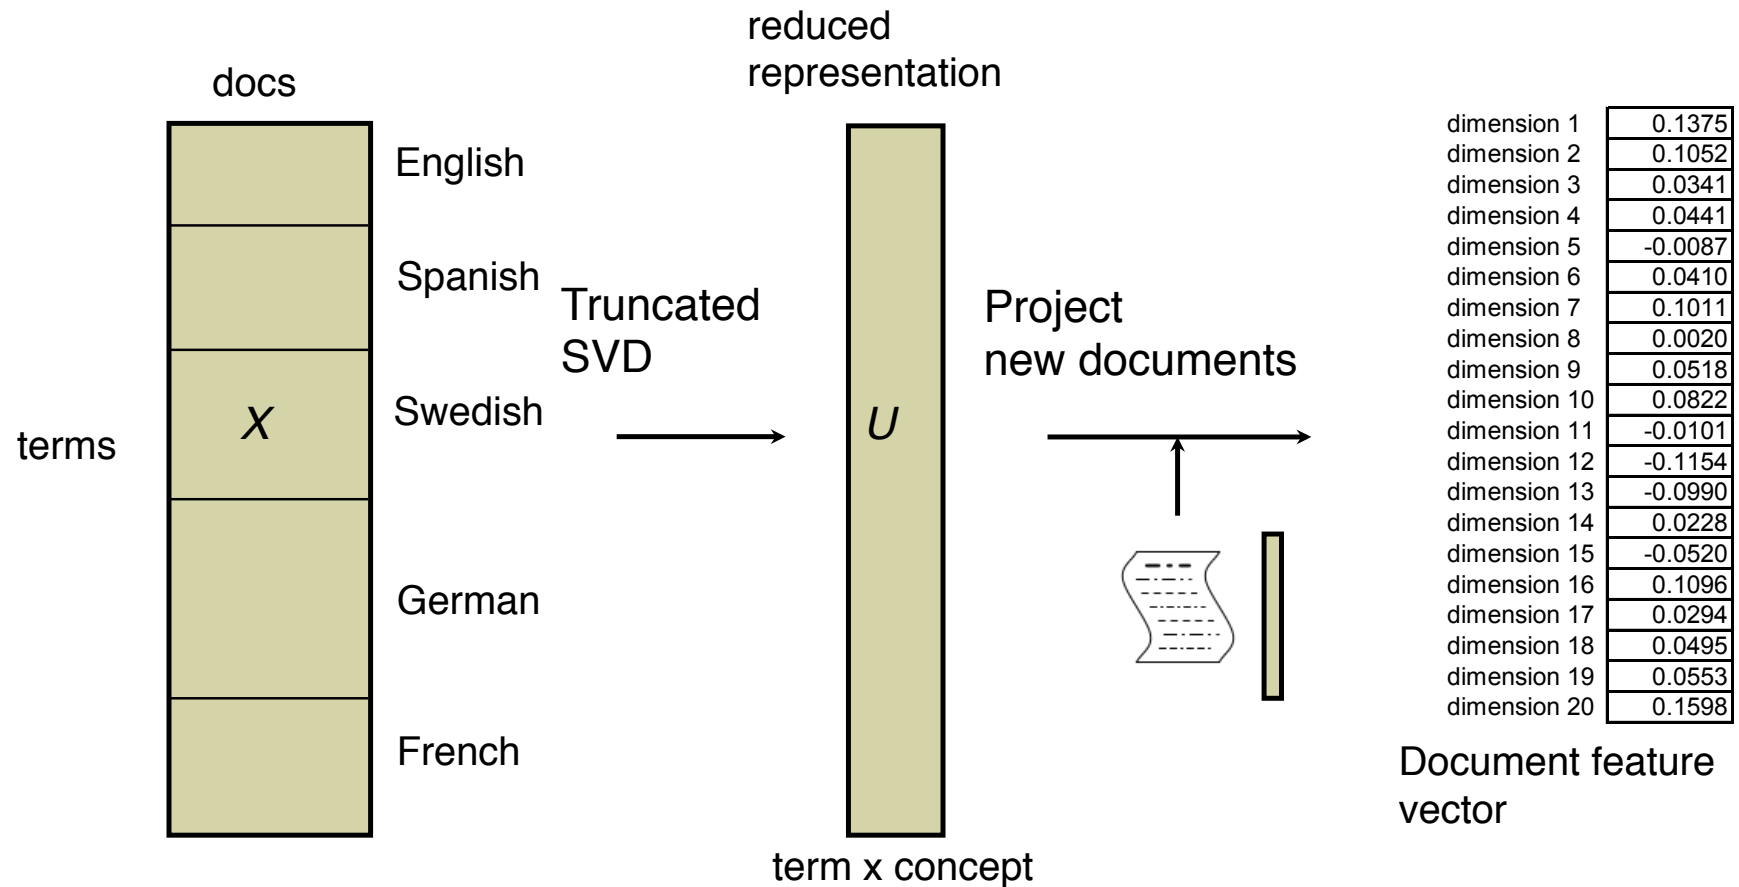 reduced
representation
docs
English
Spanish
Truncated
SVD
Swedish
X
terms
German
French
U
term x concept
Project
new documents
dimension 1 0.1375
dimension 2 0.1052
dimension 3 0.0341
dimension 4 0.0441
dimension 5 -0.0087
dimension 6 0.0410
dimension 7 0.1011
dimension 8 0.0020
dimension 9 0.0518
dimension 10 0.0822
dimension 11 -0.0101
dimension 12 -0.1154
dimension 13 -0.0990
dimension 14 0.0228
dimension 15 -0.0520
dimension 16 0.1096
dimension 17 0.0294
dimension 18 0.0495
dimension 19 0.0553
dimension 20 0.1598
Document feature
vector